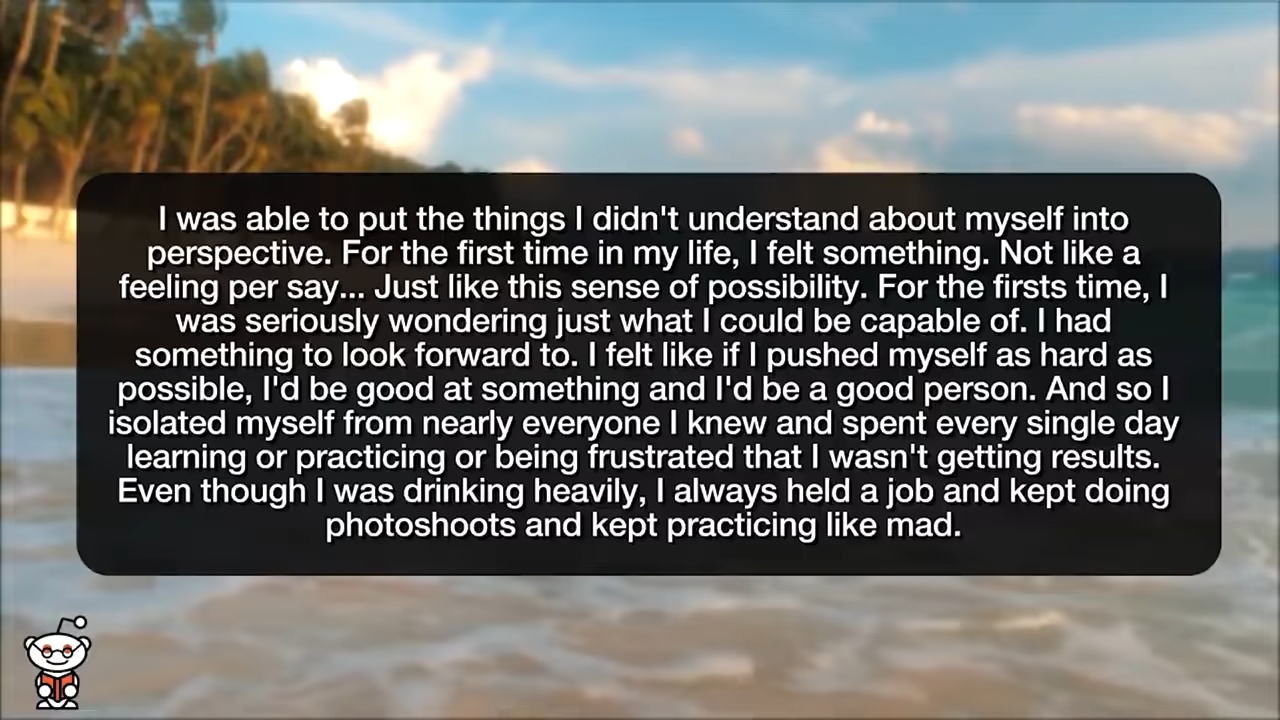 I was able to put the things I didn't understand about myself into
perspective. For the first time in my life, I felt something. Not like a
feeling per say... Just like this sense of possibility. For the firsts time, I
was seriously wondering just what I could be capable of. I had
something to look forward to. I felt like if I pushed myself as hard as
possible, I'd be good at something and I'd be a good person. And so I
isolated myself from nearly everyone I knew and spent every single day
learning or practicing or being frustrated that I wasn't getting results.
Even though I was drinking heavily, I always held a job and kept doing
photoshoots and kept practicing like mad.